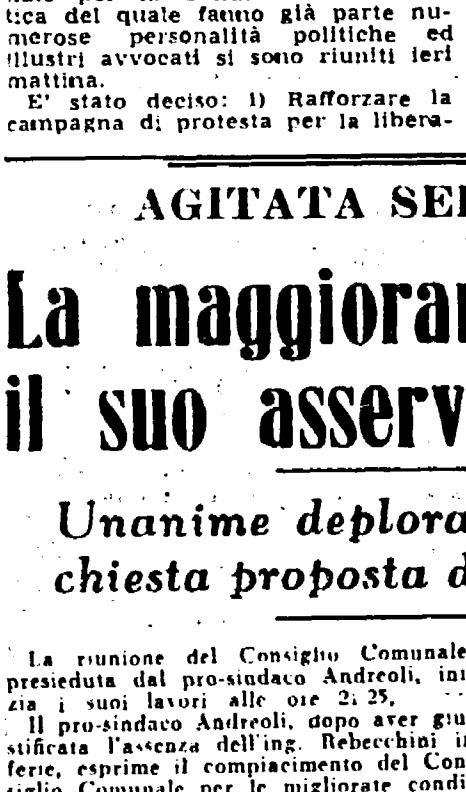 tica del quale fanno già parte nu-
merose personalità politiche ed
illustri avvocati si sono riuniti ieri
mattina.
E' stato deciso: 1) Rafforzare la
campagna di protesta per la libera-
AGITATA SE
La maggiora
il suo asserv
Unanime deplora
chiesta proposta d
La riunione del Consiglio Comunale
presieduta dal pro-sindaco Andreoli, ini
zia i suoi lavori alle ore
Il pro-sindaco Andreoli, dopo aver giu
stificata l'assenza dell'ing. Rebecchini i
ferie, esprime il compiacimento del Con
siglio Comunale per le migliorate condi